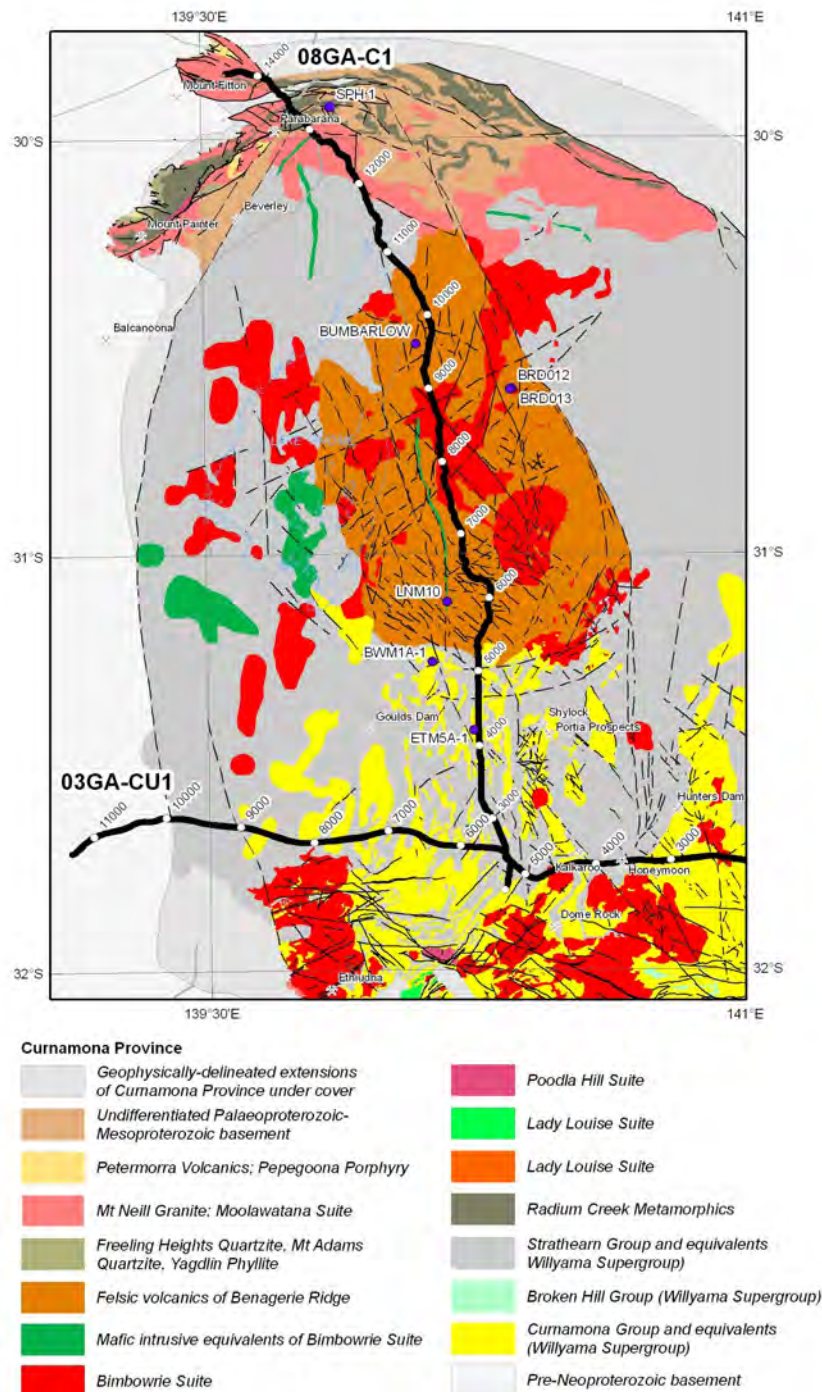 139°30'E
141°E
08GA-C1
14000
Mount Fitton
SPH 1
Parabarana
30°S
30°S
12000
Beverley
Mount Painter
11000
10000
Balcanoona
BUMBARLOW
9000
BRD012
BRD013
8000
7000
31°S
31°S
6000
LNM10
BWM1A-1
5000
Goulds Dam
Shylock
Portia Prospects
ETM5A-1
4000
03GA-CU1
Hunters Dam
11000
10000
9000
8000
7000
6000
3000
5000
4000
3000
Kalkaroo
Honeymoon
Dome Rock
32°S
32°S
Ethiudna
139°30'E
141°E
Curnamona Province
Geophysically-delineated extensions
of Curnamona Province under cover
Undifferentiated Palaeoproterozoic-
Mesoproterozoic basement
Petermorra Volcanics; Pepegoona Porphyry
Mt Neill Granite; Moolawatana Suite
Freeling Heights Quartzite, Mt Adams
Quartzite, Yagdlin Phyllite
Felsic volcanics of Benagerie Ridge
Mafic intrusive equivalents of Bimbowrie Suite
Bimbowrie Suite
Poodla Hill Suite
Lady Louise Suite
Lady Louise Suite
Radium Creek Metamorphics
Strathearn Group and equivalents
Willyama Supergroup)
Broken Hill Group (Willyama Supergroup)
Curnamona Group and equivalents
(Willyama Supergroup)
Pre-Neoproterozoic basement